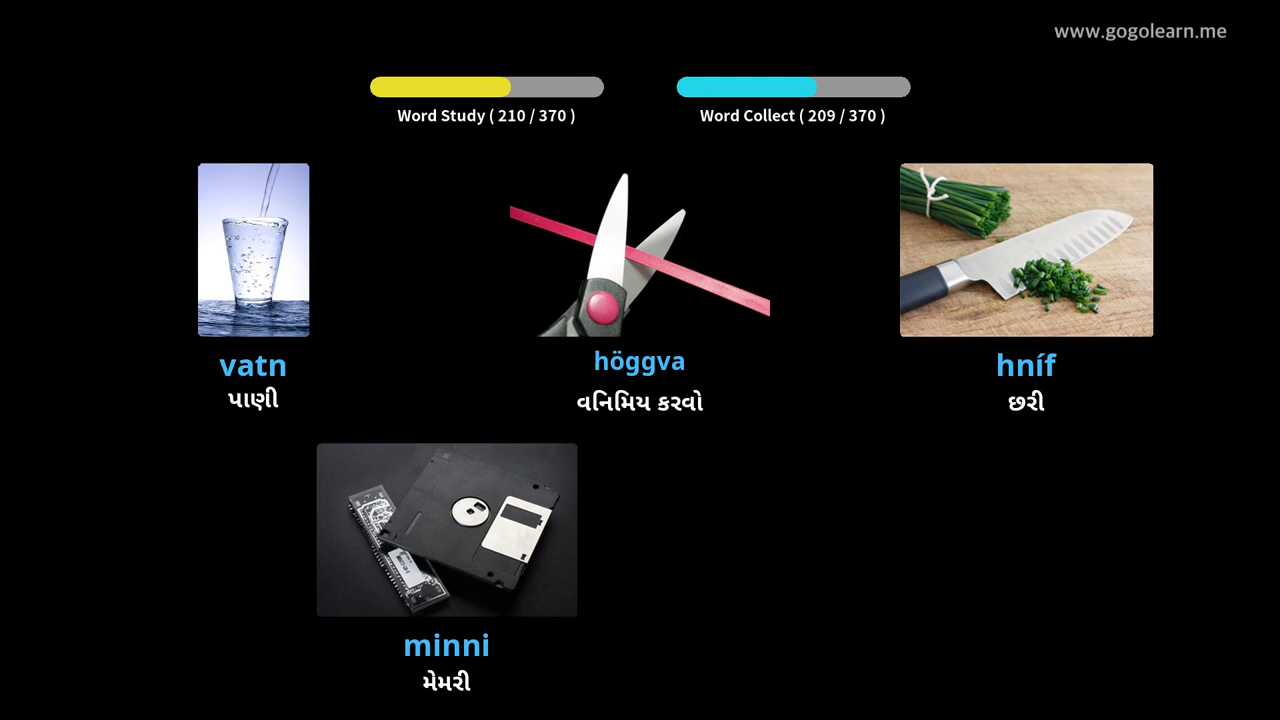 www.gogolearn.me
Word Study ( 210 / 370 )
Word Collect ( 209 / 370 )
vatn
પાણી
höggva
વનિમિય કરવો
hníf
છરી
minni
મેમરી